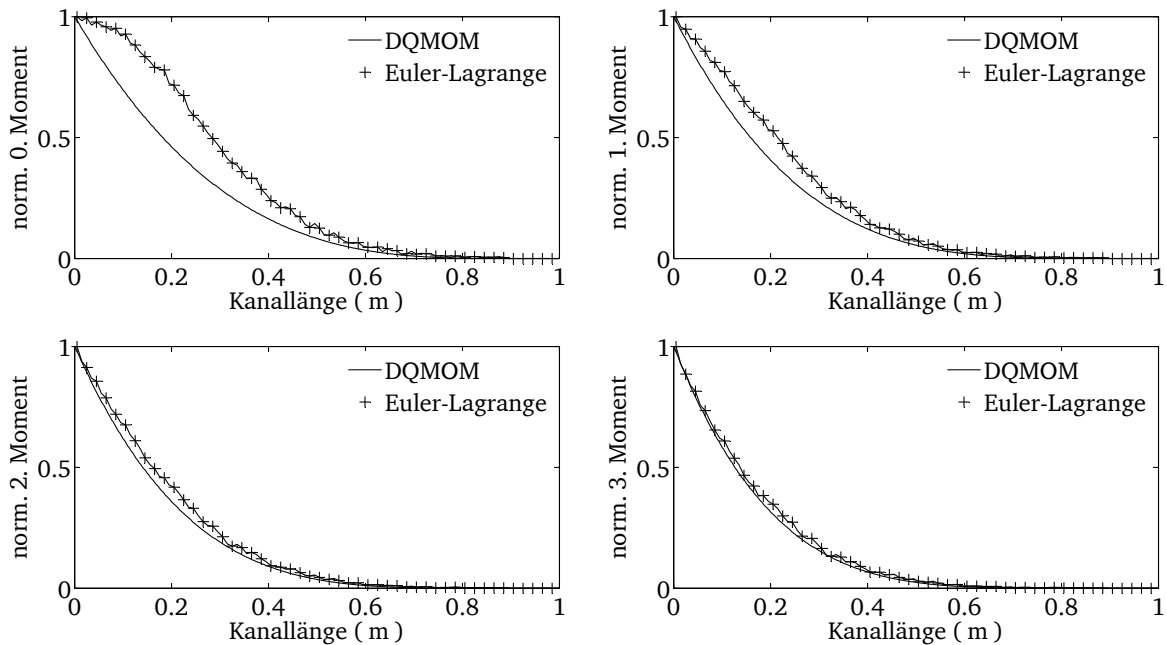 1
DQMOM
Euler-Lagrange
norm. 0. Moment
0.5
0
0 0.2 0.4 0.6 0.8 1
Kanallänge ( m )
1
DQMOM
Euler-Lagrange
norm. 1. Moment
0.5
0
0 0.2 0.4 0.6 0.8 1
Kanallänge ( m )
1
DQMOM
Euler-Lagrange
norm. 2. Moment
0.5
0
0 0.2 0.4 0.6 0.8 1
Kanallänge ( m )
1
DQMOM
Euler-Lagrange
norm. 3. Moment
0.5
0
0 0.2 0.4 0.6 0.8 1
Kanallänge ( m )